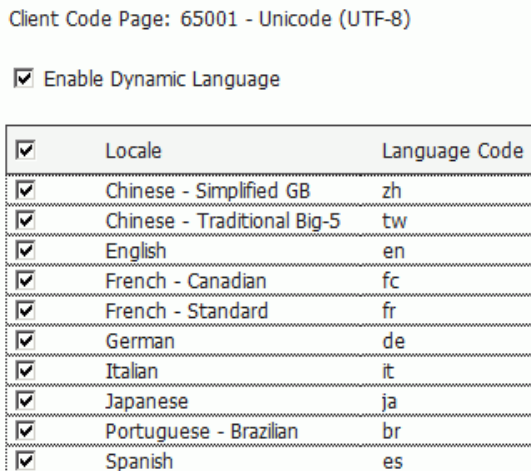 Client Code Page: 65001 - Unicode (UTF-8)
Enable Dynamic Language
Locale Language Code
Chinese - Simplified GB zh
Chinese - Traditional Big-5 tw
English en
French - Canadian fc
French - Standard fr
German de
Italian it
Japanese ja
Portuguese - Brazilian br
Spanish es